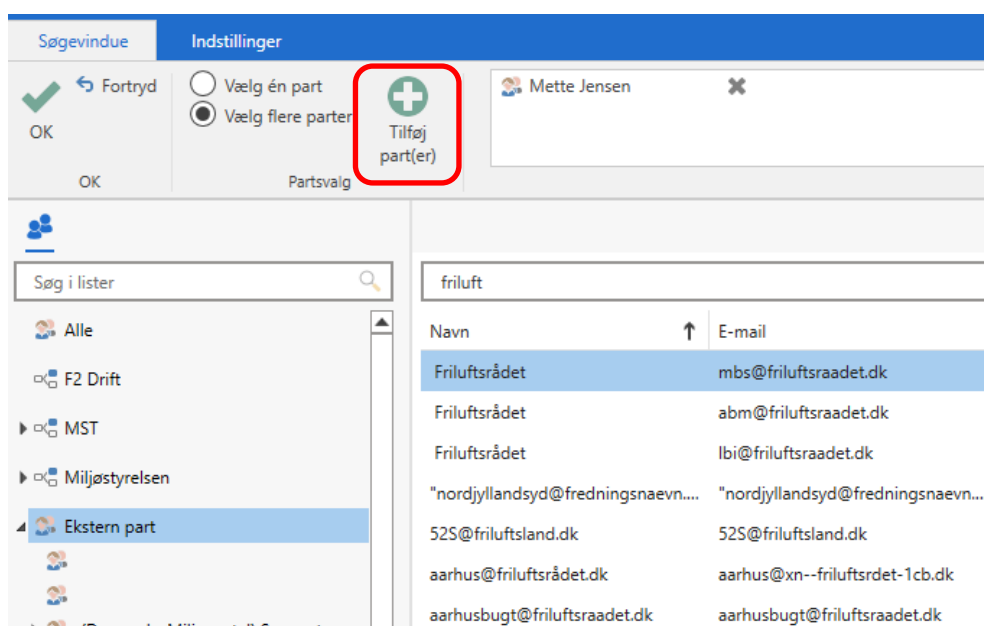 Søgevindue Indstillinger
OK
Fortryd
Vælg én part
Vælg flere parter
Tilføj
part(er)
Mette Jensen
OK Partsvalg
Søg i lister
Alle
F2 Drift
MST
Miljøstyrelsen
Ekstern part
friluft
Navn E-mail
Friluftsrådet mbs@friluftsraadet.dk
Friluftsrådet abm@friluftsraadet.dk
Friluftsrådet lbi@friluftsraadet.dk
"nordjyllandsyd@fredningsnaevn.... "nordjyllandsyd@fredningsnaevn...
52S@friluftsland.dk 52S@friluftsland.dk
aarhus@friluftsrådet.dk aarhus@xn--friluftsrdet-1cb.dk
aarhusbugt@friluftsraadet.dk aarhusbugt@friluftsraadet.dk